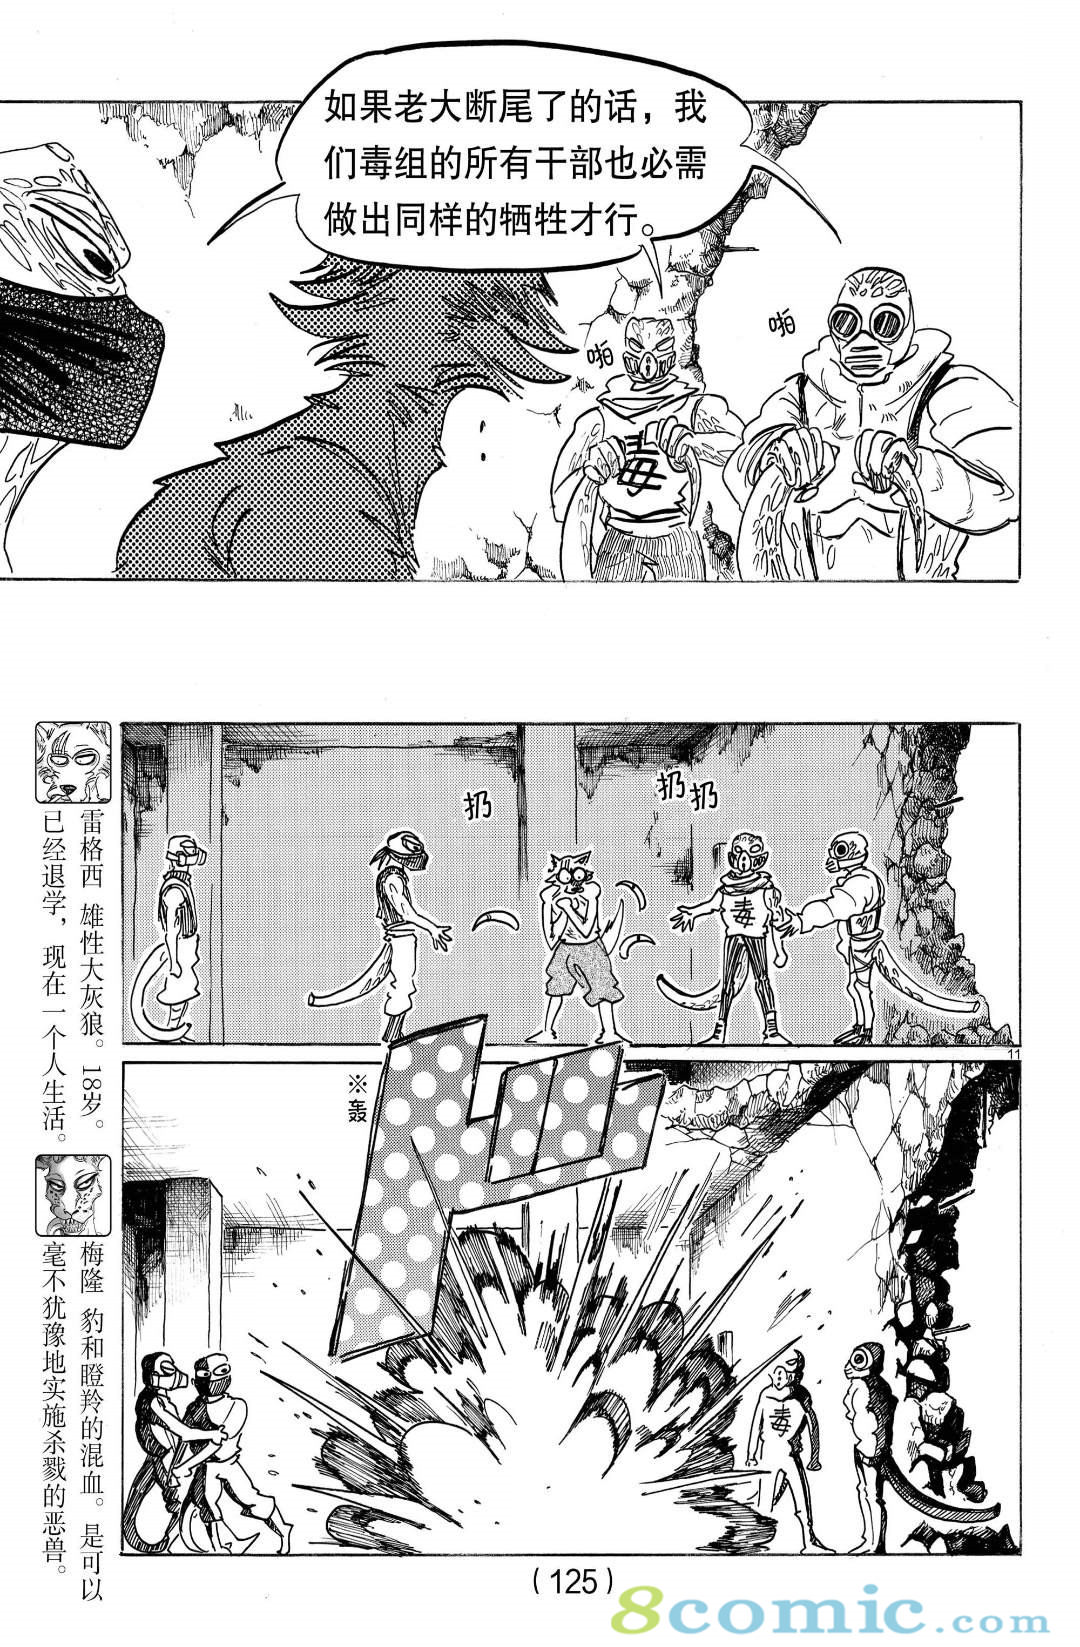 如果老大断尾了的话，我
们毒组的所有干部也必需
做出同样的牺牲才行。
啪
啪
毒
扔
扔
扔
毒
11
※轰
毒
雷格西 雄性大灰狼。18岁。
已经退学，现在一个人生活。
梅隆 豹和瞪羚的混血。是可以
毫不犹豫地实施杀戮的恶兽。
(125)
8comic.com